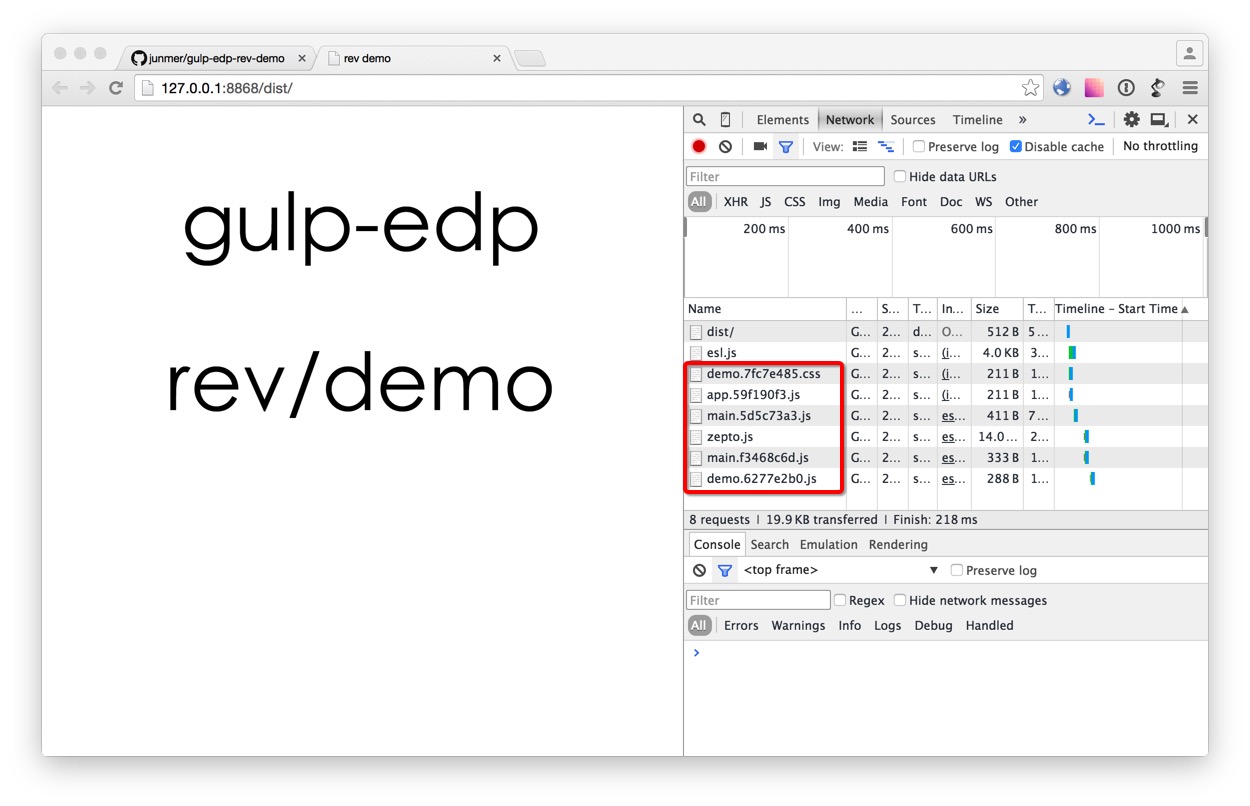 junmer/gulp-edp-rev-demo rev demo
127.0.0.1:8868/dist/
gulp-edp
rev/demo
Elements Network Sources Timeline »
View: Preserve log Disable cache No throttling
Filter Hide data URLs
All XHR JS CSS Img Media Font Doc WS Other
200 ms 400 ms 600 ms 800 ms 1000 ms
Name ... S... T... In... Size T... Timeline – Start Time
dist/ G... 2... d... O... 512 B 5...
esl.js G... 2... s... (i... 4.0 KB 3...
demo.7fc7e485.css G... 2... s... (i... 211 B 1...
app.59f190f3.js G... 2... s... (i... 211 B 1...
main.5d5c73a3.js G... 2... s... es... 411 B 7...
zepto.js G... 2... s... es... 14.0... 2...
main.f3468c6d.js G... 2... s... es... 333 B 1...
demo.6277e2b0.js G... 2... s... es... 288 B 1...
8 requests | 19.9 KB transferred | Finish: 218 ms
Console Search Emulation Rendering
<top frame> Preserve log
Filter Regex Hide network messages
All Errors Warnings Info Logs Debug Handled